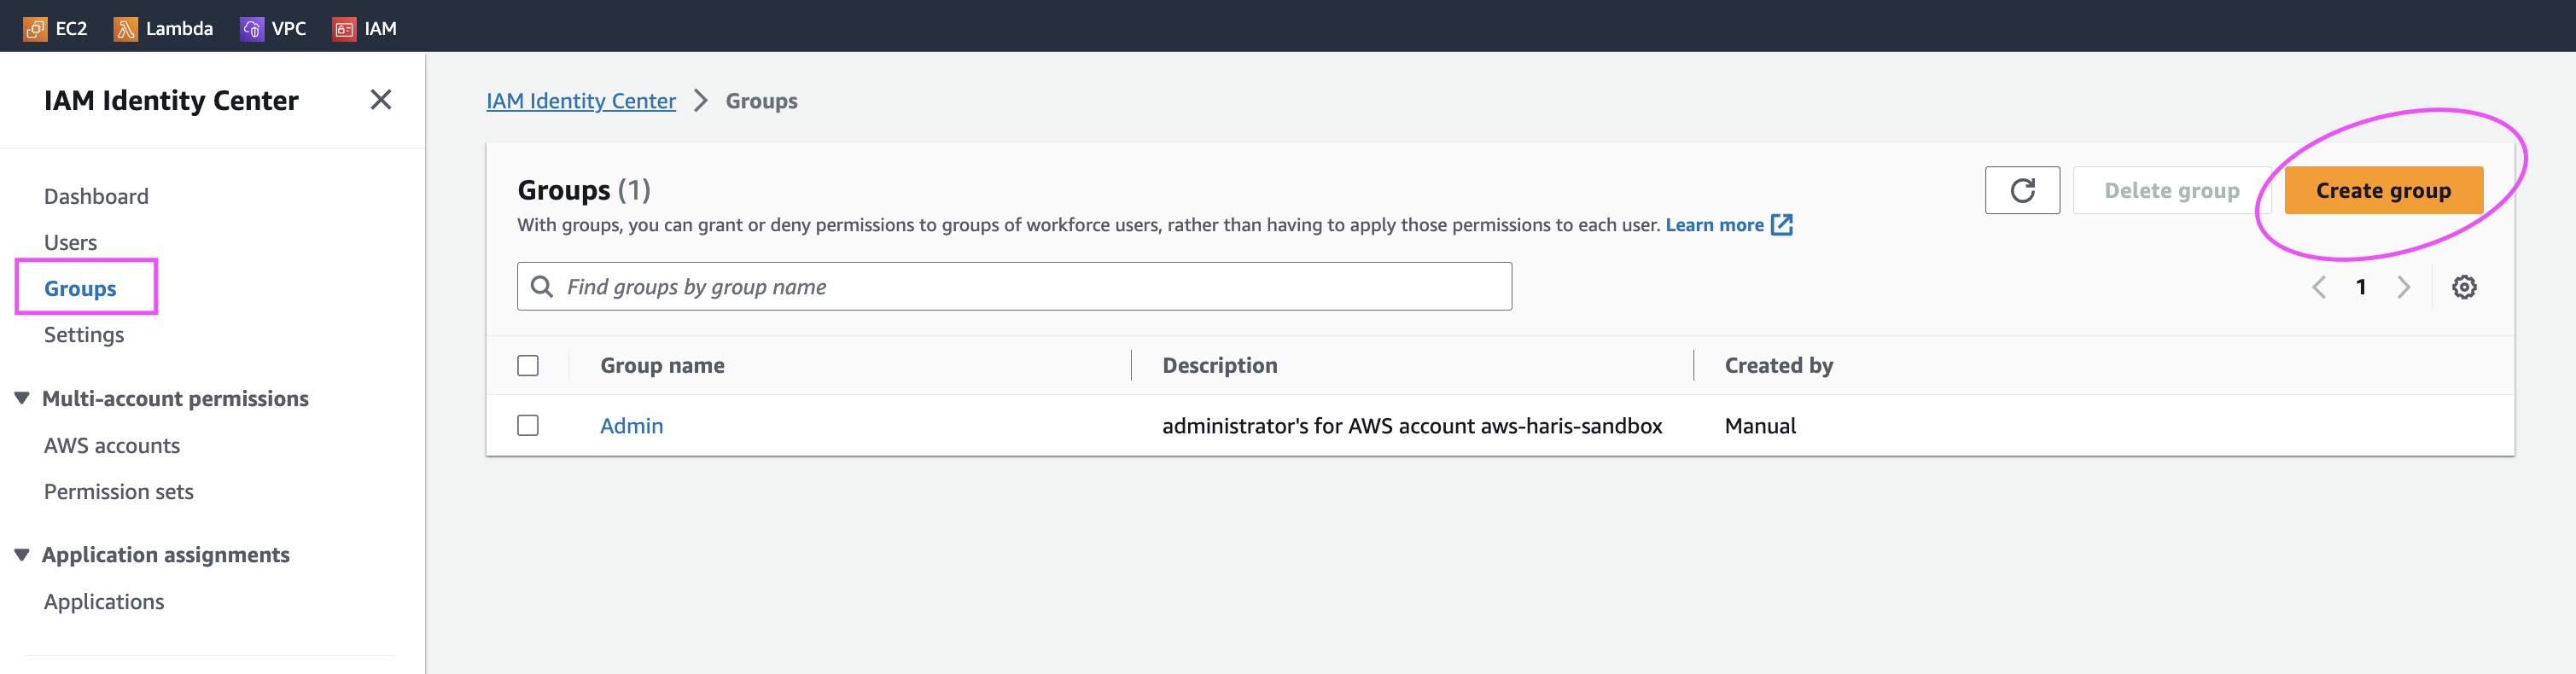 EC2 Lambda VPC IAM
IAM Identity Center
Dashboard
Users
Groups
Settings
Multi-account permissions
AWS accounts
Permission sets
Application assignments
Applications
IAM Identity Center > Groups
Groups (1)
With groups, you can grant or deny permissions to groups of workforce users, rather than having to apply those permissions to each user. Learn more
Delete group
Create group
Find groups by group name
1
Group name Description Created by
Admin administrator's for AWS account aws-haris-sandbox Manual